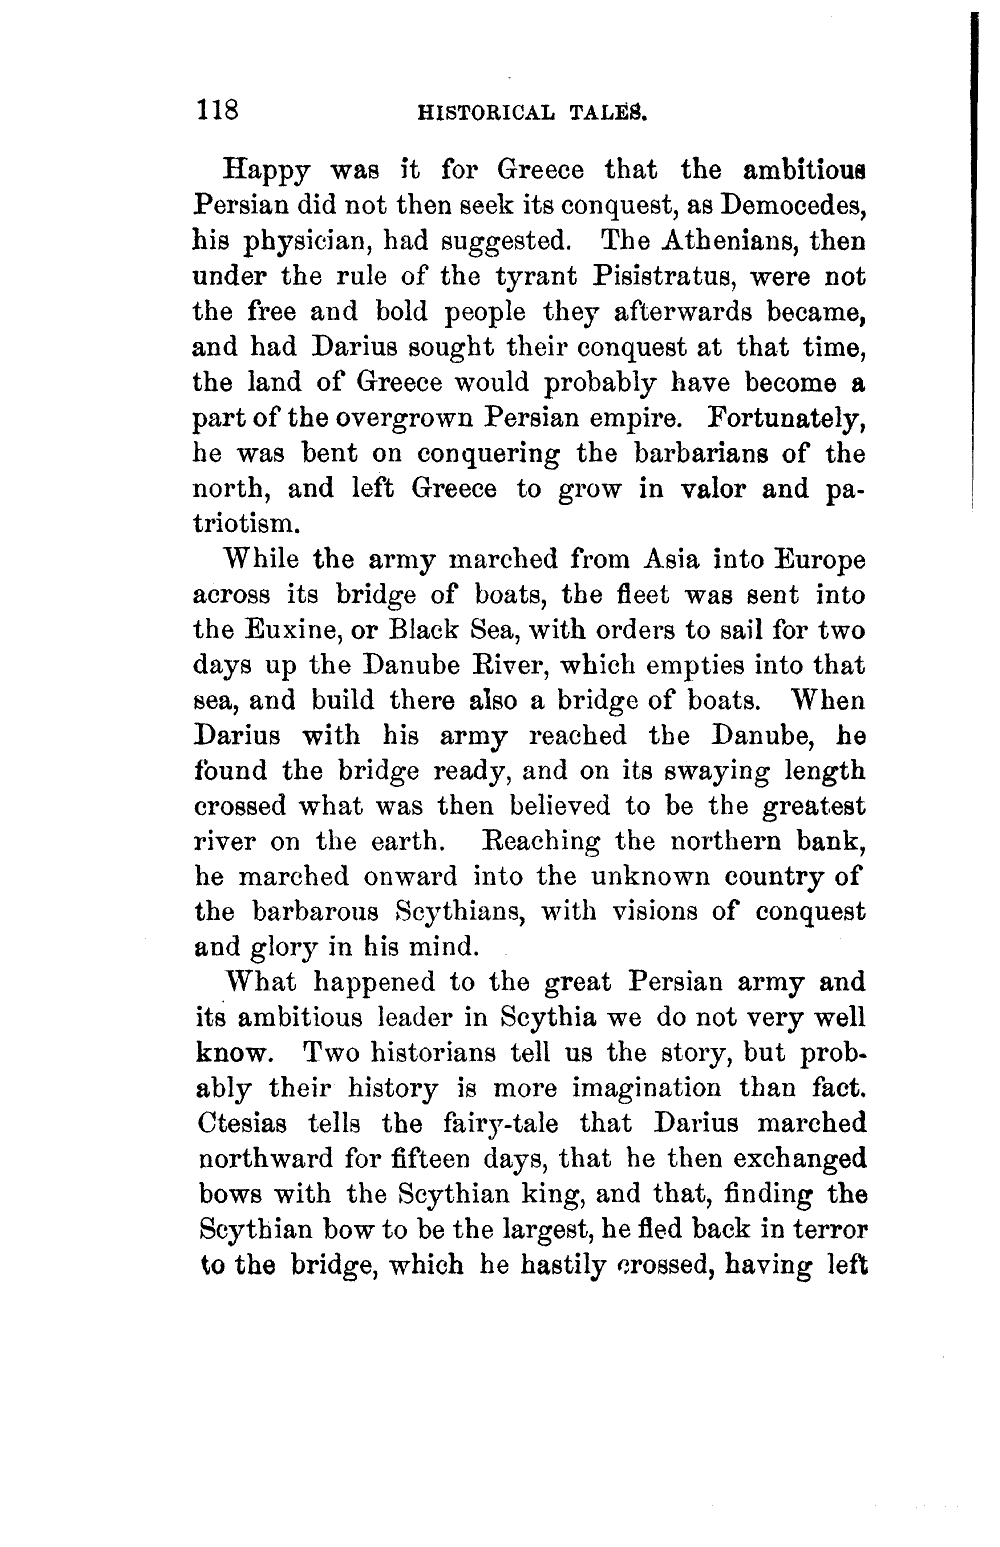 118 HISTORICAL TALES.
Happy was it for Greece that the ambitious
Persian did not then seek its conquest, as Democedes,
his physician, had suggested. The Athenians, then
under the rule of the tyrant Pisistratus, were not
the free and bold people they afterwards became,
and had Darius sought their conquest at that time,
the land of Greece would probably have become a
part of the overgrown Persian empire. Fortunately,
he was bent on conquering the barbarians of the
north, and left Greece to grow in valor and pa-
triotism.
While the army marched from Asia into Europe
across its bridge of boats, the fleet was sent into
the Euxine, or Black Sea, with orders to sail for two
days up the Danube River, which empties into that
sea, and build there also a bridge of boats. When
Darius with his army reached the Danube, he
found the bridge ready, and on its swaying length
crossed what was then believed to be the greatest
river on the earth. Reaching the northern bank,
he marched onward into the unknown country of
the barbarous Scythians, with visions of conquest
and glory in his mind.
What happened to the great Persian army and
its ambitious leader in Scythia we do not very well
know. Two historians tell us the story, but prob-
ably their history is more imagination than fact.
Ctesias tells the fairy-tale that Darius marched
northward for fifteen days, that he then exchanged
bows with the Scythian king, and that, finding the
Scythian bow to be the largest, he fled back in terror
to the bridge, which he hastily crossed, having left